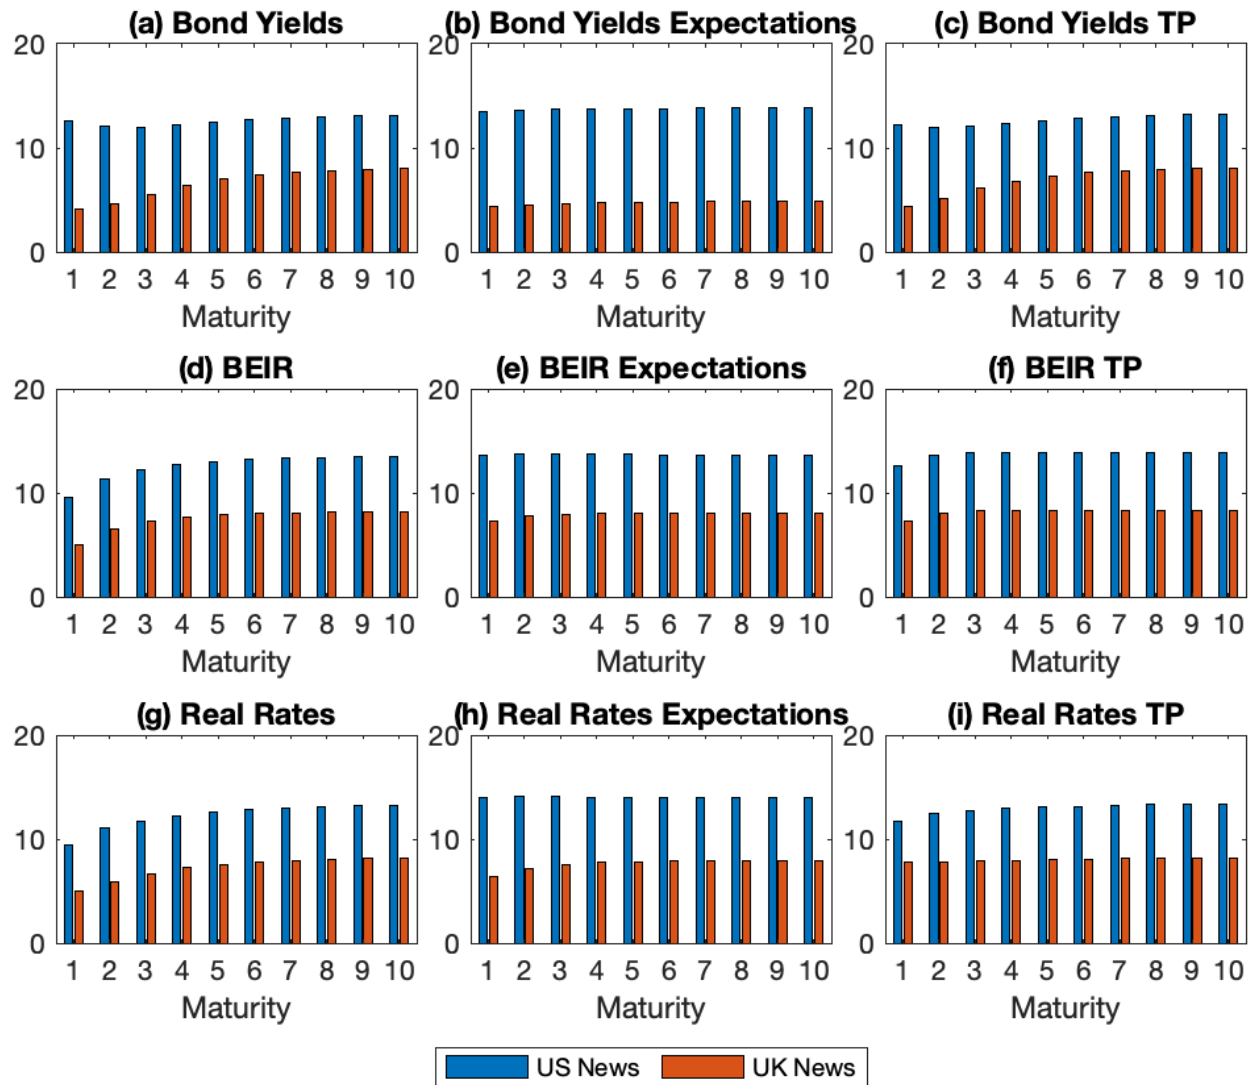 (a) Bond Yields
20
10
0
1 2 3 4 5 6 7 8 9 10
Maturity
(b) Bond Yields Expectations
20
10
0
1 2 3 4 5 6 7 8 9 10
Maturity
(c) Bond Yields TP
20
10
0
1 2 3 4 5 6 7 8 9 10
Maturity
(d) BEIR
20
10
0
1 2 3 4 5 6 7 8 9 10
Maturity
(e) BEIR Expectations
20
10
0
1 2 3 4 5 6 7 8 9 10
Maturity
(f) BEIR TP
20
10
0
1 2 3 4 5 6 7 8 9 10
Maturity
(g) Real Rates
20
10
0
1 2 3 4 5 6 7 8 9 10
Maturity
(h) Real Rates Expectations
20
10
0
1 2 3 4 5 6 7 8 9 10
Maturity
(i) Real Rates TP
20
10
0
1 2 3 4 5 6 7 8 9 10
Maturity
US News UK News